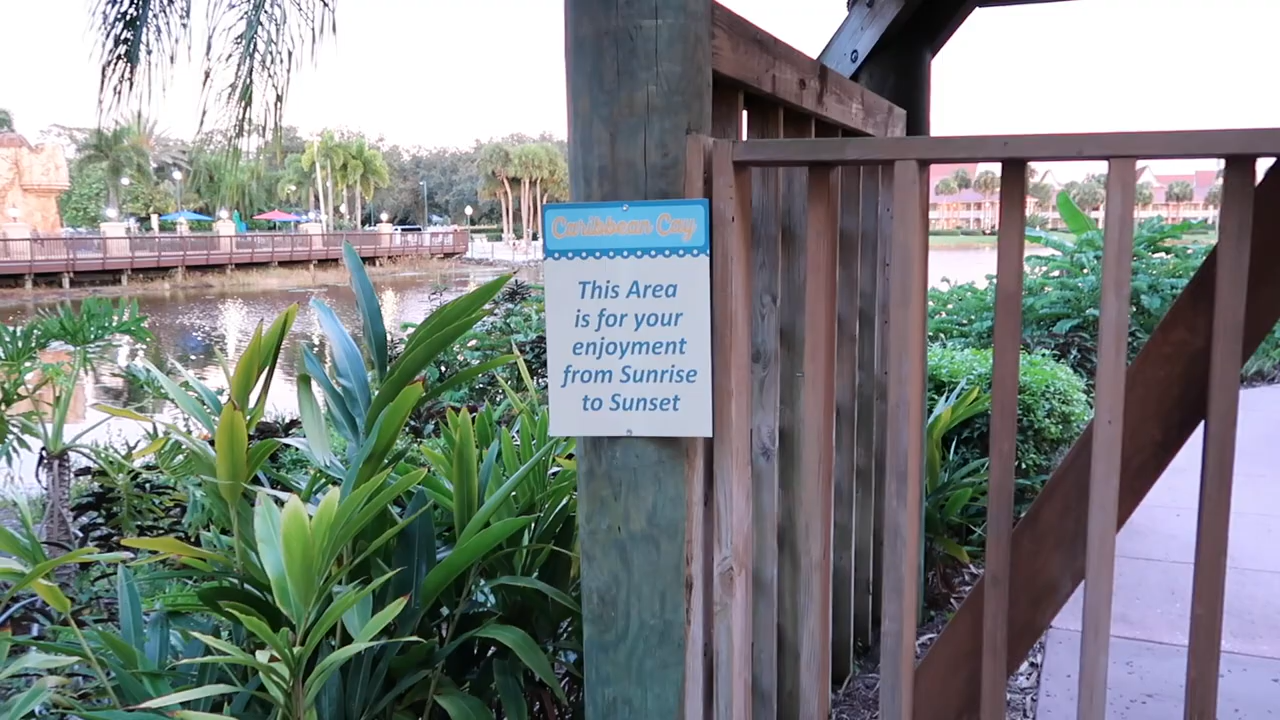 Caribbean Cay
This Area
is for your
enjoyment
from Sunrise
to Sunset